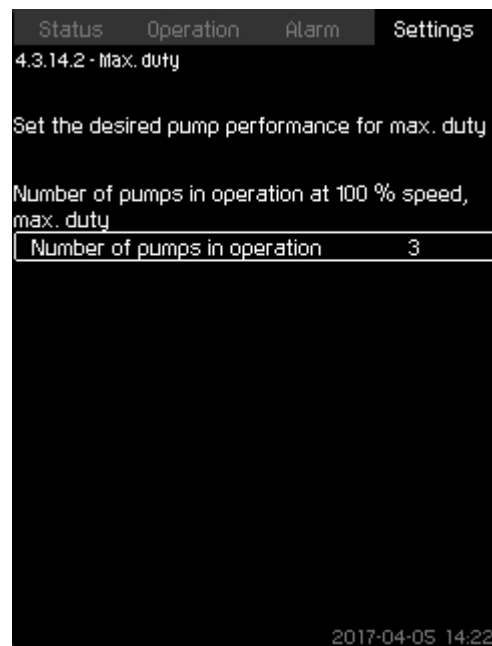 Status Operation Alarm Settings
4.3.14.2 - Max. duty
Set the desired pump performance for max. duty
Number of pumps in operation at 100 % speed,
max. duty
Number of pumps in operation 3
2017-04-05 14:22